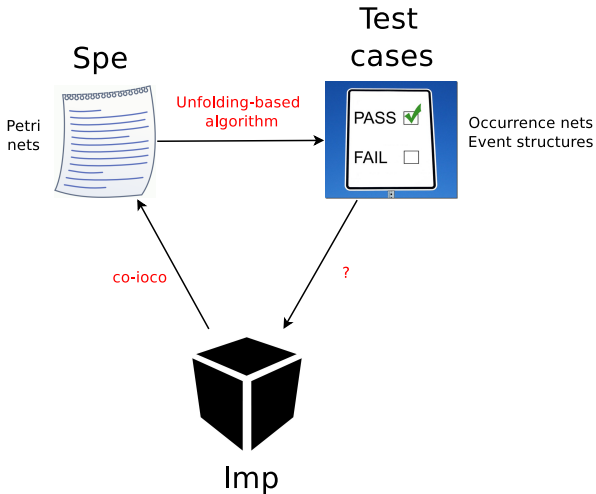 Spe
Test
cases
Petri
nets
Unfolding-based
algorithm
PASS
FAIL
Occurrence nets
Event structures
co-ioco
?
Imp